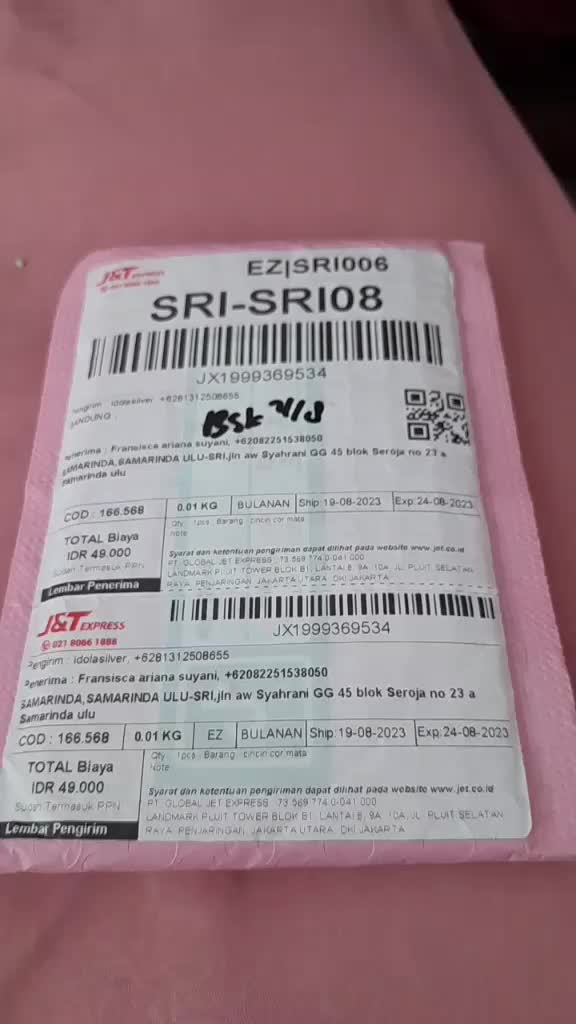 J&T EXPRESS
EZ|SRI006
SRI-SRI08
JX1999369534
Pengirim : idolasilver, +6281312508655
BANDUNG
Bsk 21/8
Penerima : Fransisca ariana suyani, +62082251538050
SAMARINDA,SAMARINDA ULU-SRI,jln aw Syahrani GG 45 blok Seroja no 23 a
Samarinda ulu
COD : 166.568 0.01 KG BULANAN Ship:19-08-2023 Exp:24-08-2023
Qty : 1pcs Barang : cincin cor mata
Note :
TOTAL Biaya
IDR 49.000
Sudah Termasuk PPN
Syarat dan ketentuan pengiriman dapat dilihat pada website www.jet.co.id
PT. GLOBAL JET EXPRESS : 73.569.774.0-041.000
LANDMARK PLUIT TOWER BLOK B1, LANTAI 8, 9A, 10A, JL. PLUIT SELATAN
RAYA, PENJARINGAN, JAKARTA UTARA, DKI JAKARTA
Lembar Penerima
J&T EXPRESS
021 8066 1888
JX1999369534
Pengirim : idolasilver, +6281312508655
Penerima : Fransisca ariana suyani, +62082251538050
SAMARINDA,SAMARINDA ULU-SRI,jln aw Syahrani GG 45 blok Seroja no 23 a
Samarinda ulu
COD : 166.568 0.01 KG EZ BULANAN Ship:19-08-2023 Exp:24-08-2023
Qty : 1pcs Barang : cincin cor mata
Note :
TOTAL Biaya
IDR 49.000
Sudah Termasuk PPN
Syarat dan ketentuan pengiriman dapat dilihat pada website www.jet.co.id
PT. GLOBAL JET EXPRESS : 73.569.774.0-041.000
LANDMARK PLUIT TOWER BLOK B1, LANTAI 8, 9A, 10A, JL. PLUIT SELATAN
RAYA, PENJARINGAN, JAKARTA UTARA, DKI JAKARTA
Lembar Pengirim